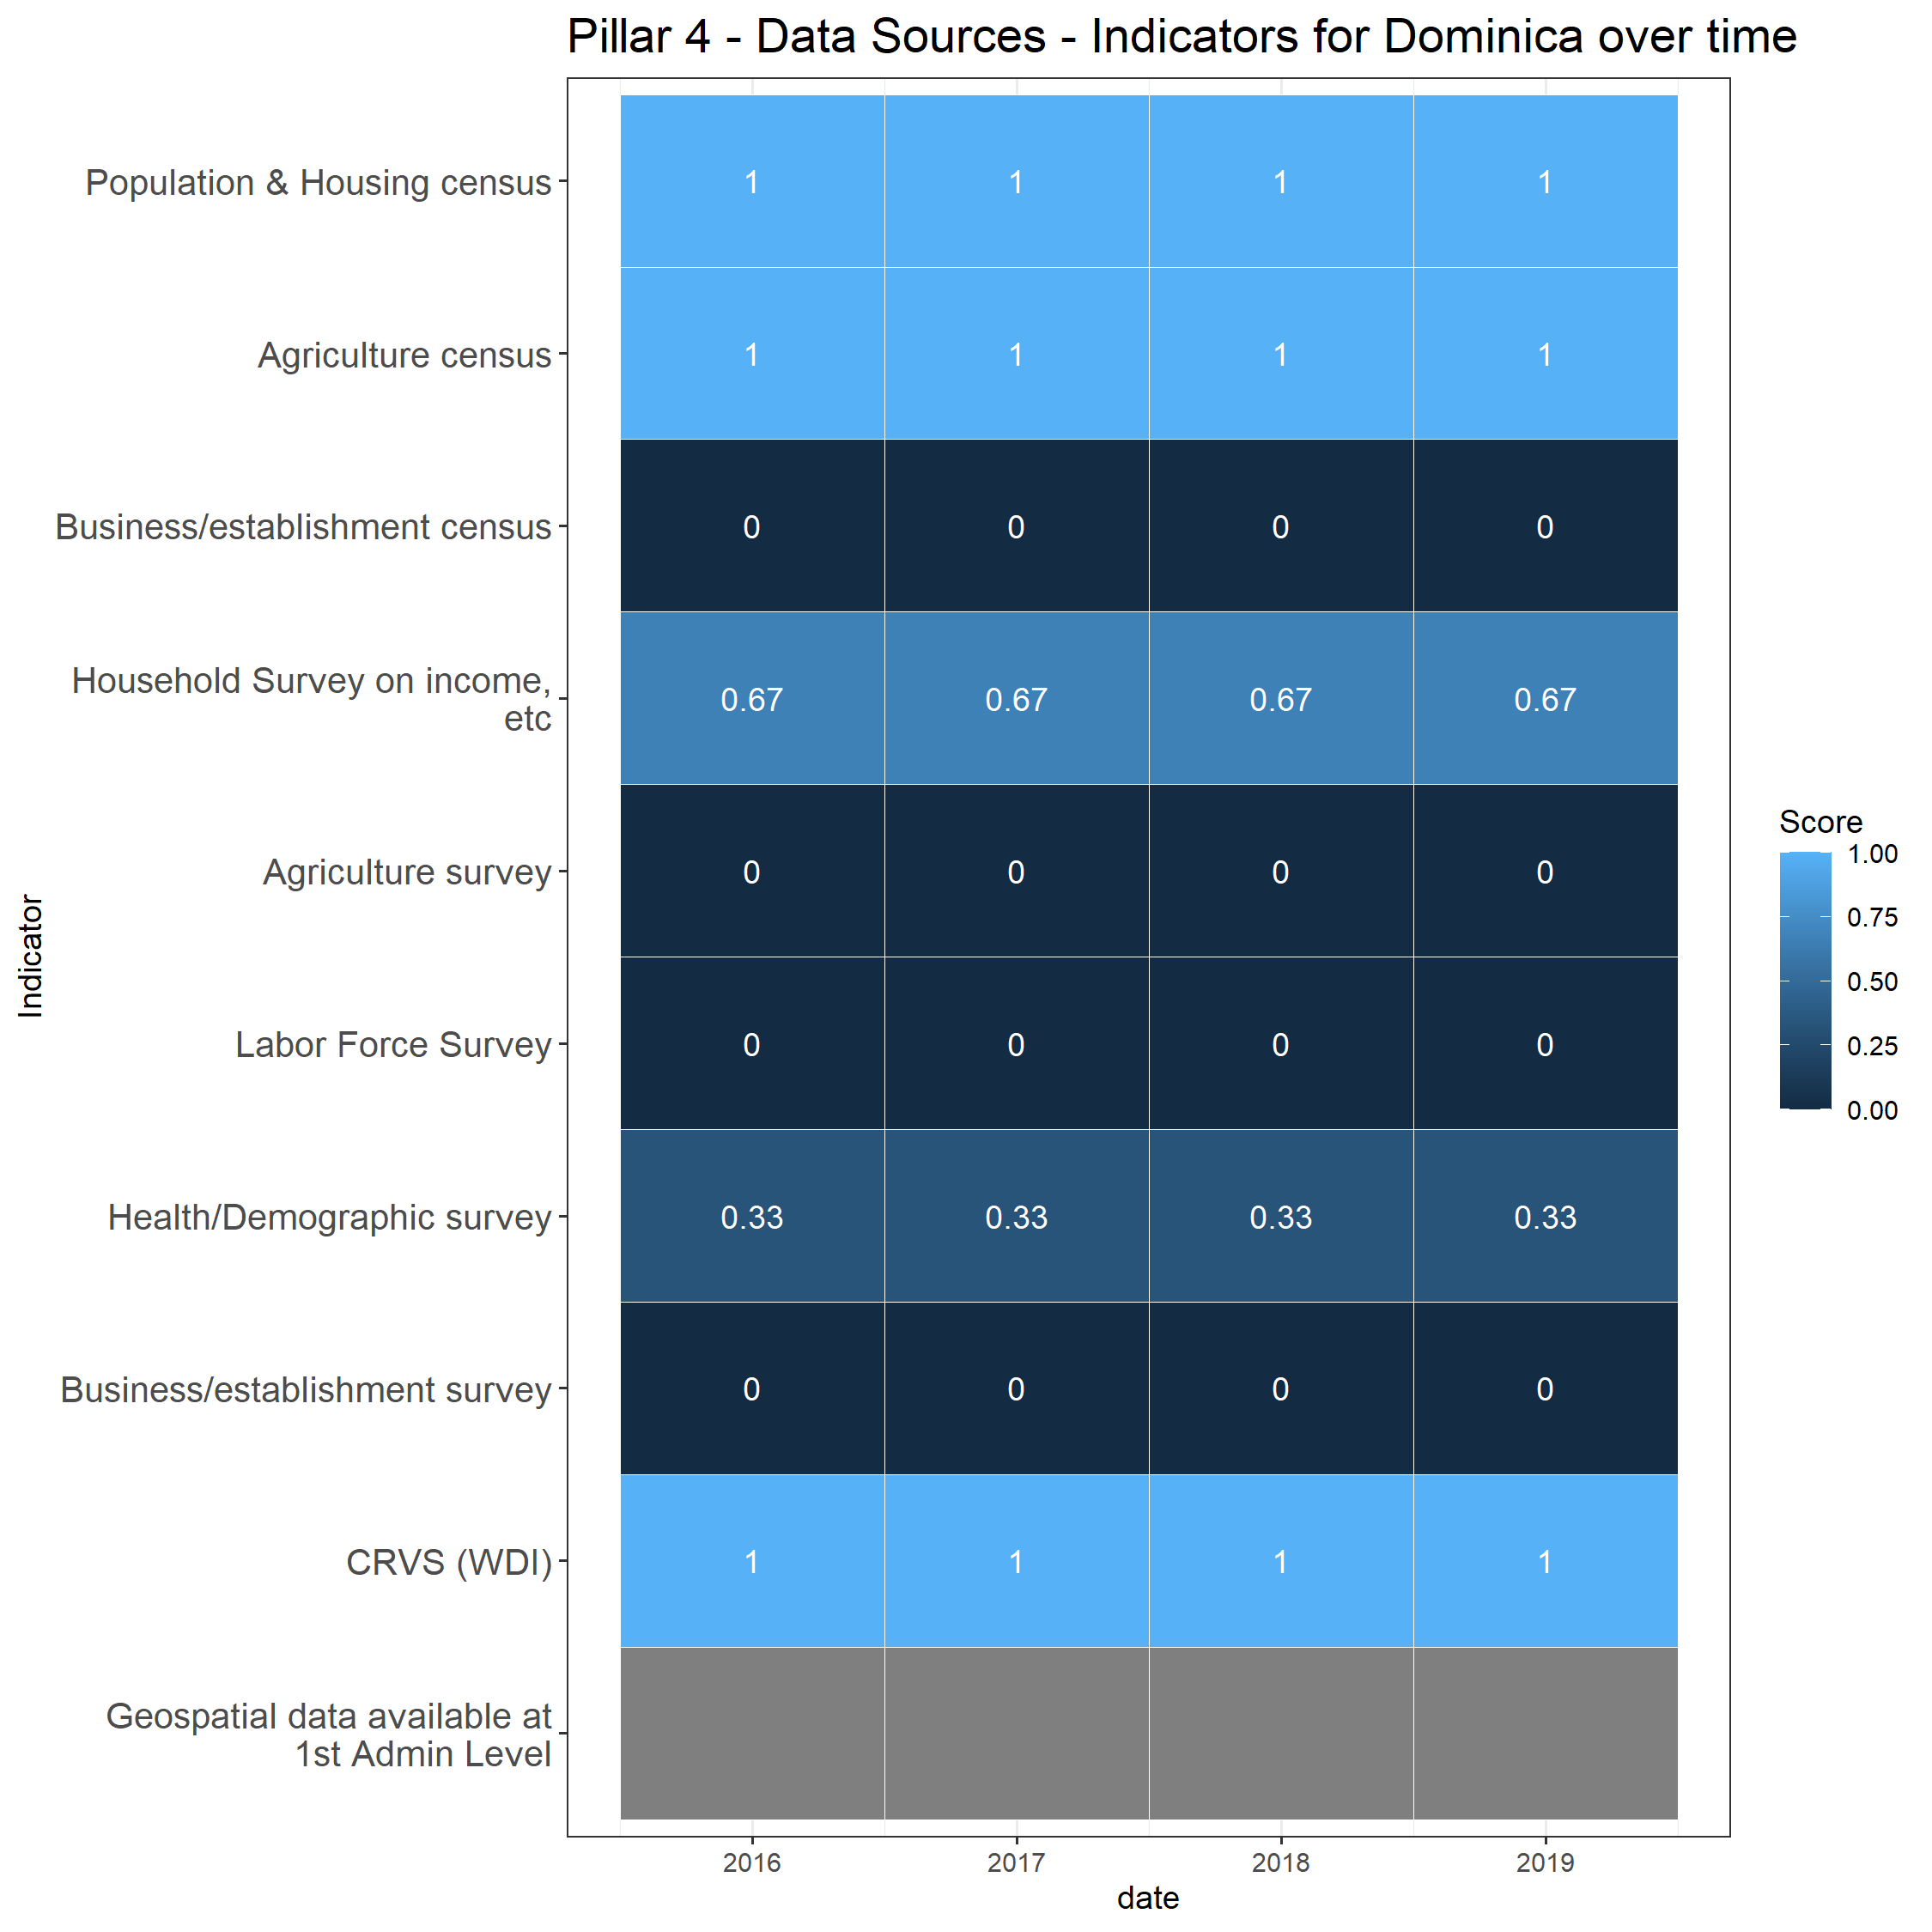 Pillar 4 - Data Sources - Indicators for Dominica over time
Indicator
Population & Housing census
1 1 1 1
Agriculture census
1 1 1 1
Business/establishment census
0 0 0 0
Household Survey on income,
etc
0.67 0.67 0.67 0.67
Agriculture survey
0 0 0 0
Labor Force Survey
0 0 0 0
Health/Demographic survey
0.33 0.33 0.33 0.33
Business/establishment survey
0 0 0 0
CRVS (WDI)
1 1 1 1
Geospatial data available at
1st Admin Level
2016 2017 2018 2019
date
Score
1.00
0.75
0.50
0.25
0.00